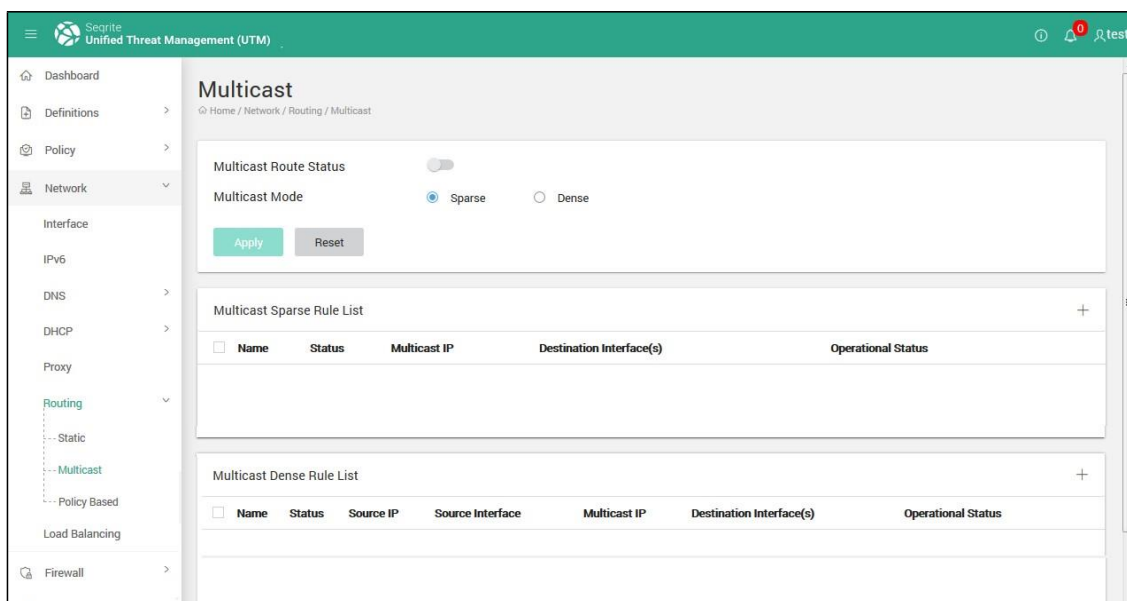 Seqrite
Unified Threat Management (UTM)
0
test
Dashboard
Definitions
Policy
Network
Interface
IPv6
DNS
DHCP
Proxy
Routing
Static
Multicast
Policy Based
Load Balancing
Firewall
Multicast
Home / Network / Routing / Multicast
Multicast Route Status
Multicast Mode Sparse Dense
Apply Reset
Multicast Sparse Rule List
Name Status Multicast IP Destination Interface(s) Operational Status
Multicast Dense Rule List
Name Status Source IP Source Interface Multicast IP Destination Interface(s) Operational Status